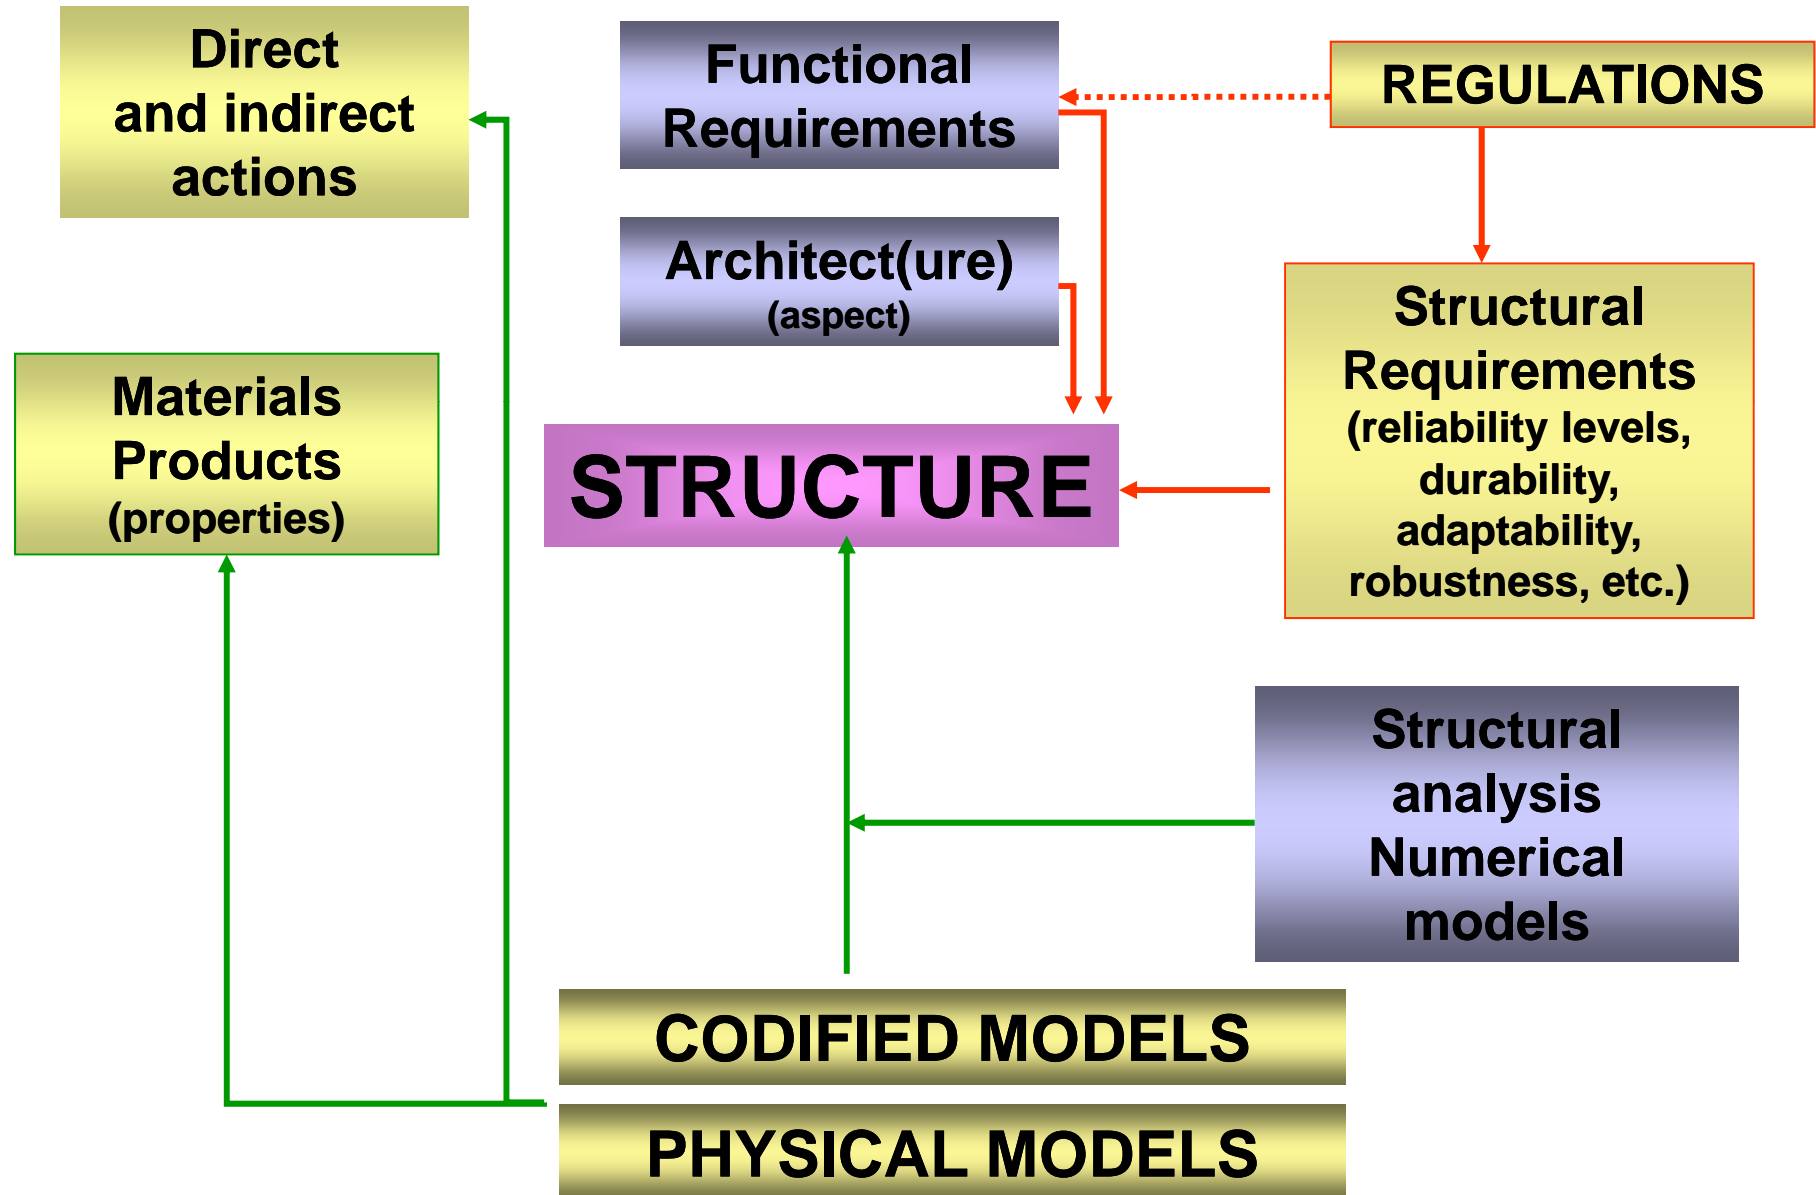 Direct
and indirect
actions
Functional
Requirements
REGULATIONS
Architect(ure)
(aspect)
Structural
Requirements
(reliability levels,
durability,
adaptability,
robustness, etc.)
Materials
Products
(properties)
STRUCTURE
Structural
analysis
Numerical
models
CODIFIED MODELS
PHYSICAL MODELS